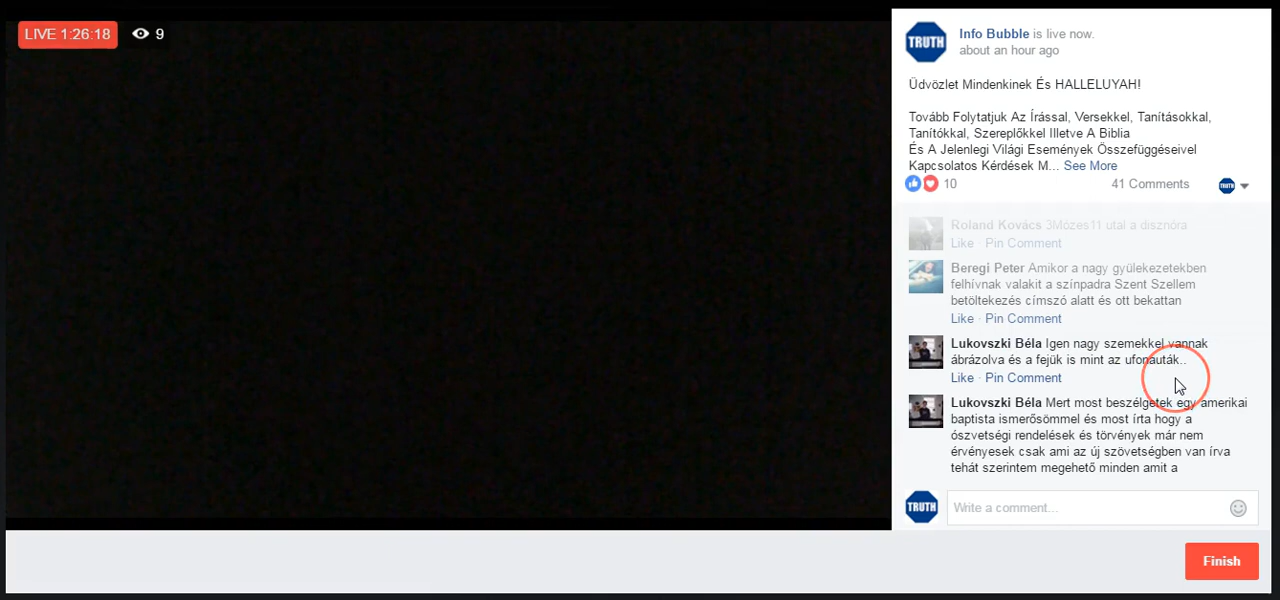 LIVE 1:26:18 9
TRUTH
Info Bubble is live now.
about an hour ago
Üdvözlet Mindenkinek És HALLELUYAH!
Tovább Folytatjuk Az Írással, Versekkel, Tanításokkal,
Tanítókkal, Szereplőkkel Illetve A Biblia
És A Jelenlegi Világi Események Összefüggéseivel
Kapcsolatos Kérdések M... See More
10 41 Comments TRUTH
Roland Kovács 3Mózes11 utal a disznóra
Like · Pin Comment
Beregi Peter Amikor a nagy gyülekezetekben
felhívnak valakit a színpadra Szent Szellem
betöltekezés címszó alatt és ott bekattan
Like · Pin Comment
Lukovszki Béla Igen nagy szemekkel vannak
ábrázolva és a fejük is mint az ufonauták..
Like · Pin Comment
Lukovszki Béla Mert most beszélgetek egy amerikai
baptista ismerősömmel és most írta hogy a
ószvetségi rendelések és törvények már nem
érvényesek csak ami az új szövetségben van írva
tehát szerintem megehető minden amit a
TRUTH
Write a comment...
Finish